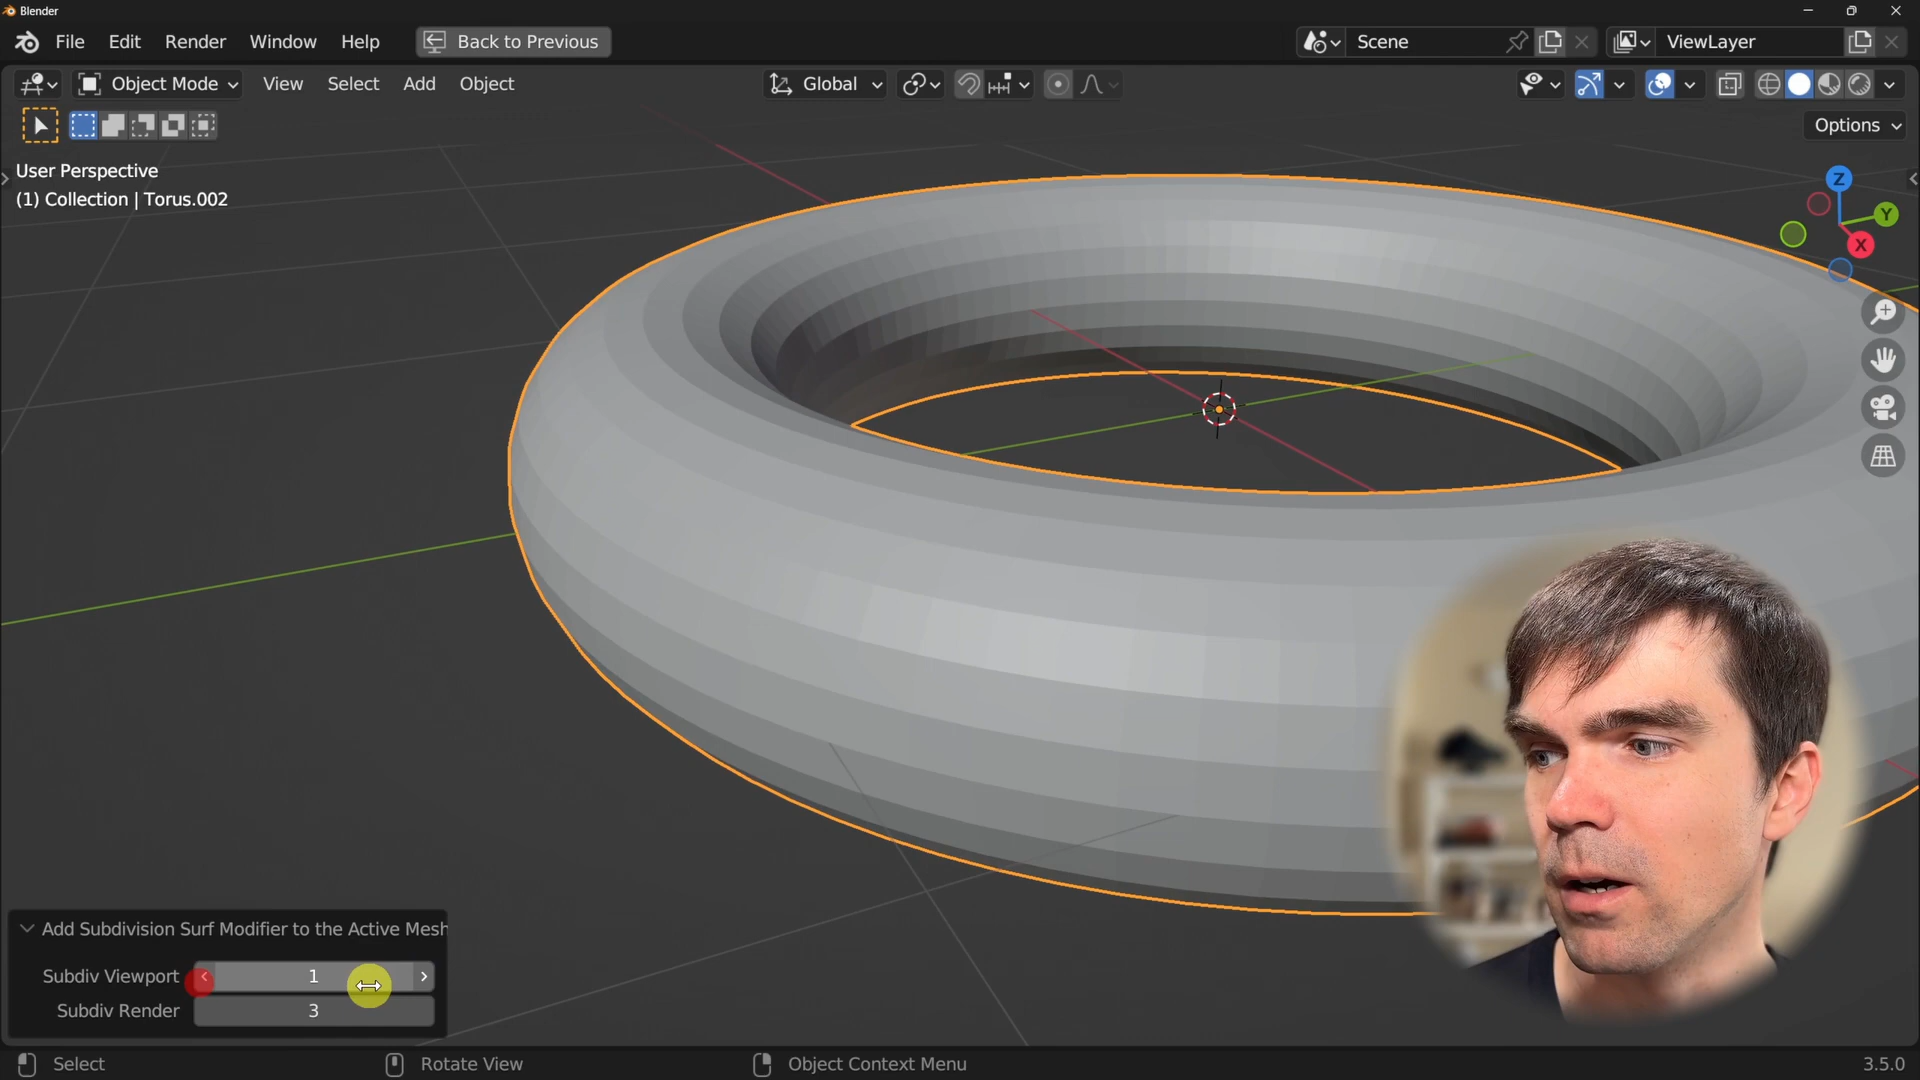 Blender
File Edit Render Window Help Back to Previous Scene ViewLayer
Object Mode View Select Add Object Global
Options
User Perspective
(1) Collection | Torus.002
Z
Y
X
Add Subdivision Surf Modifier to the Active Mesh
Subdiv Viewport 1
Subdiv Render 3
Select Rotate View Object Context Menu 3.5.0